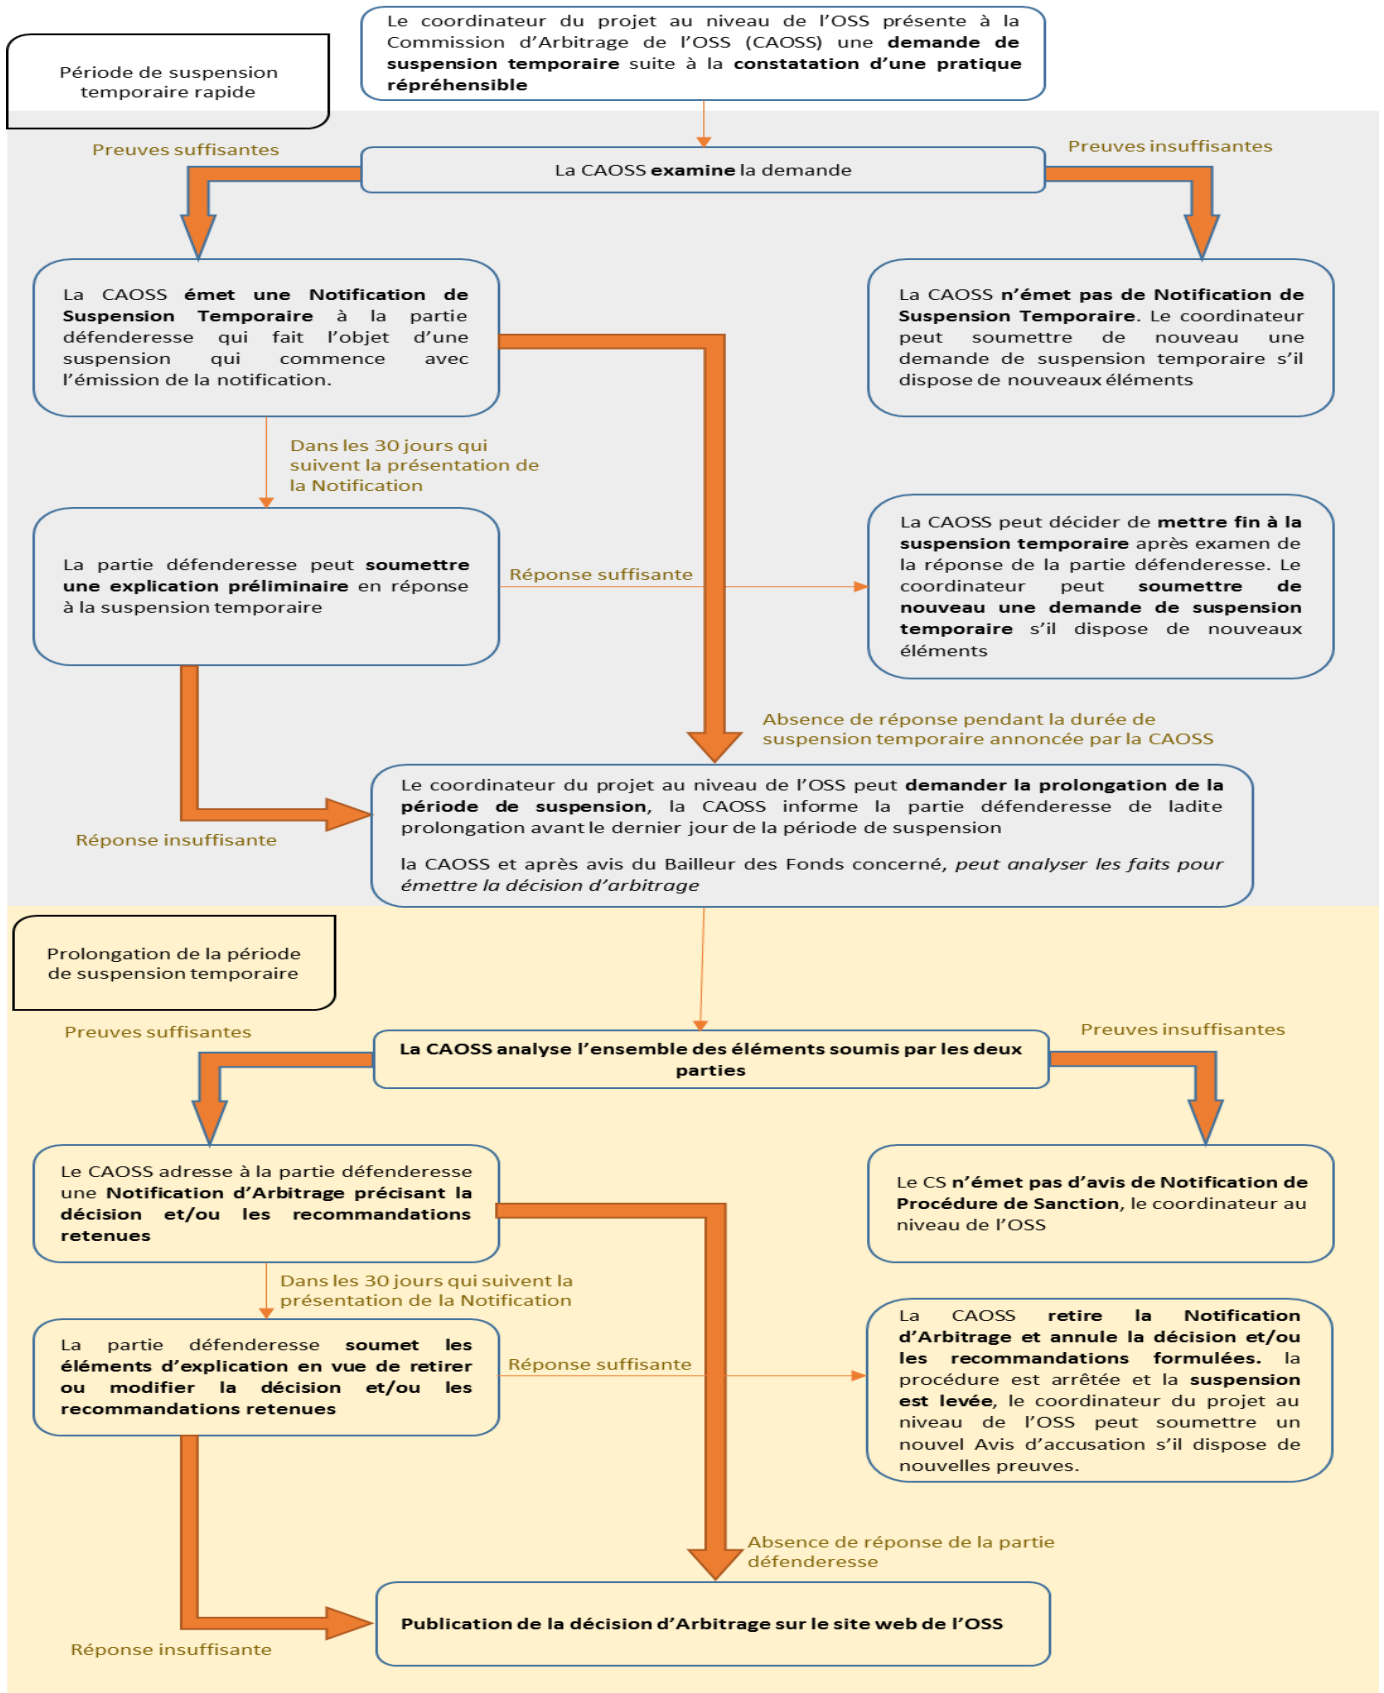 Le coordinateur du projet au niveau de l’OSS présente à la
Commission d’Arbitrage de l’OSS (CAOSS) une demande de
suspension temporaire suite à la constatation d’une pratique
répréhensible
Période de suspension
temporaire rapide
Preuves suffisantes
Preuves insuffisantes
La CAOSS examine la demande
La CAOSS émet une Notification de
Suspension Temporaire à la partie
défenderesse qui fait l’objet d’une
suspension qui commence avec
l’émission de la notification.
La CAOSS n’émet pas de Notification de
Suspension Temporaire. Le coordinateur
peut soumettre de nouveau une
demande de suspension temporaire s’il
dispose de nouveaux éléments
Dans les 30 jours qui
suivent la présentation de
la Notification
La partie défenderesse peut soumettre
une explication préliminaire en réponse
à la suspension temporaire
Réponse suffisante
La CAOSS peut décider de mettre fin à la
suspension temporaire après examen de
la réponse de la partie défenderesse. Le
coordinateur peut soumettre de
nouveau une demande de suspension
temporaire s’il dispose de nouveaux
éléments
Absence de réponse pendant la durée de
suspension temporaire annoncée par la CAOSS
Réponse insuffisante
Le coordinateur du projet au niveau de l’OSS peut demander la prolongation de la
période de suspension, la CAOSS informe la partie défenderesse de ladite
prolongation avant le dernier jour de la période de suspension
la CAOSS et après avis du Bailleur des Fonds concerné, peut analyser les faits pour
émettre la décision d’arbitrage
Prolongation de la période
de suspension temporaire
Preuves suffisantes
Preuves insuffisantes
La CAOSS analyse l’ensemble des éléments soumis par les deux
parties
Le CAOSS adresse à la partie défenderesse
une Notification d’Arbitrage précisant la
décision et/ou les recommandations
retenues
Le CS n’émet pas d’avis de Notification de
Procédure de Sanction, le coordinateur au
niveau de l’OSS
Dans les 30 jours qui suivent la
présentation de la Notification
La partie défenderesse soumet les
éléments d’explication en vue de retirer
ou modifier la décision et/ou les
recommandations retenues
Réponse suffisante
La CAOSS retire la Notification
d’Arbitrage et annule la décision et/ou
les recommandations formulées. la
procédure est arrêtée et la suspension
est levée, le coordinateur du projet au
niveau de l’OSS peut soumettre un
nouvel Avis d’accusation s’il dispose de
nouvelles preuves.
Absence de réponse de la partie
défenderesse
Réponse insuffisante
Publication de la décision d’Arbitrage sur le site web de l’OSS